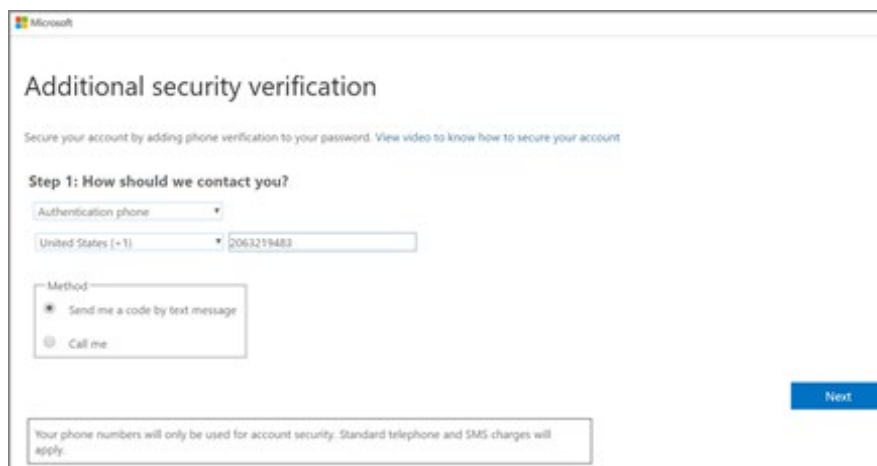 Microsoft
Additional security verification
Secure your account by adding phone verification to your password. View video to know how to secure your account
Step 1: How should we contact you?
Authentication phone
United States (+1) 2063219483
Method
Send me a code by text message
Call me
Next
Your phone numbers will only be used for account security. Standard telephone and SMS charges will
apply.